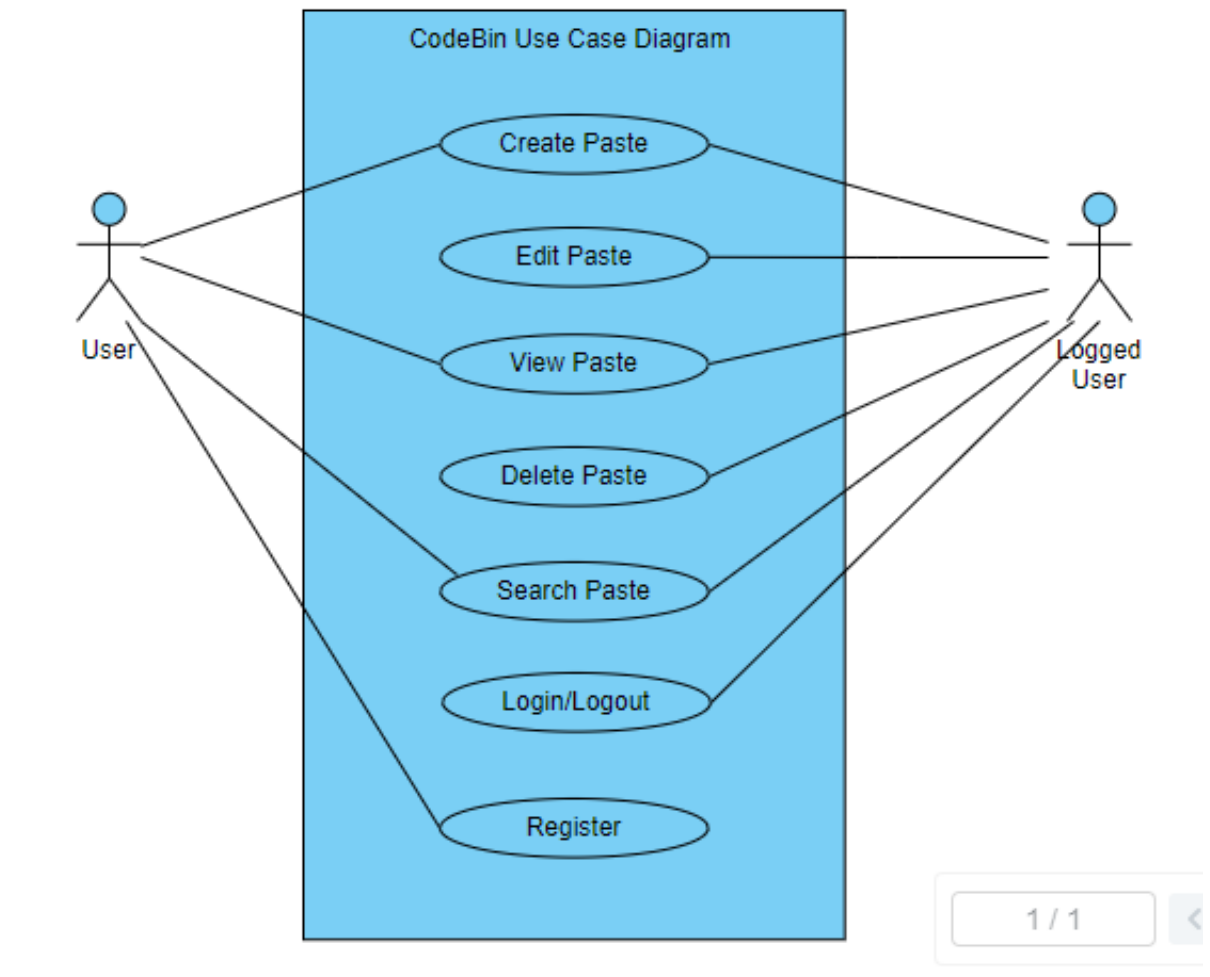 CodeBin Use Case Diagram
Create Paste
Edit Paste
User
View Paste
Logged
User
Delete Paste
Search Paste
Login/Logout
Register
1 / 1